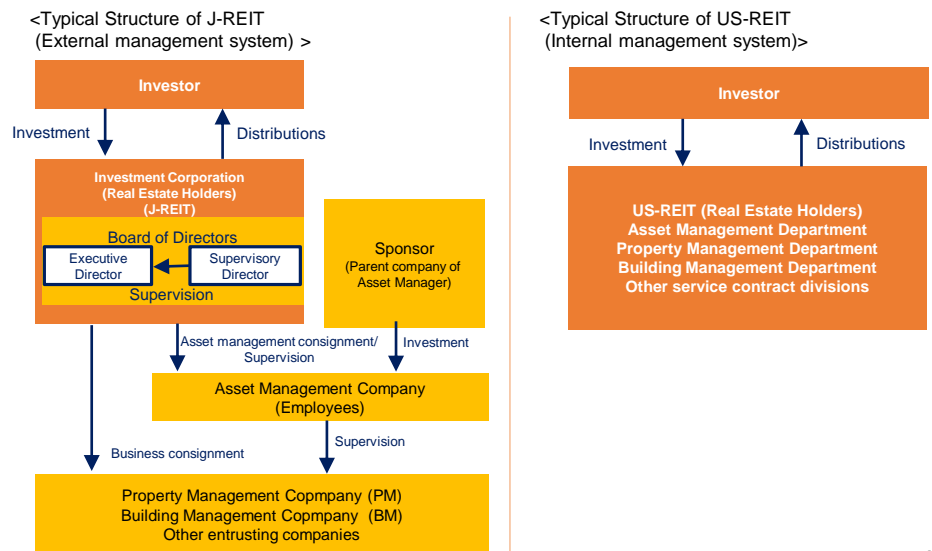 <Typical Structure of J-REIT
(External management system) >
Investor
Investment
Distributions
Investment Corporation
(Real Estate Holders)
(J-REIT)
Board of Directors
Executive
Director
Supervisory
Director
Supervision
Sponsor
(Parent company of
Asset Manager)
Asset management consignment/
Supervision
Investment
Asset Management Company
(Employees)
Business consignment
Supervision
Property Management Copmpany (PM)
Building Management Copmpany  (BM)
Other entrusting companies
<Typical Structure of US-REIT
(Internal management system)>
Investor
Investment
Distributions
US-REIT (Real Estate Holders)
Asset Management Department
Property Management Department
Building Management Department
Other service contract divisions